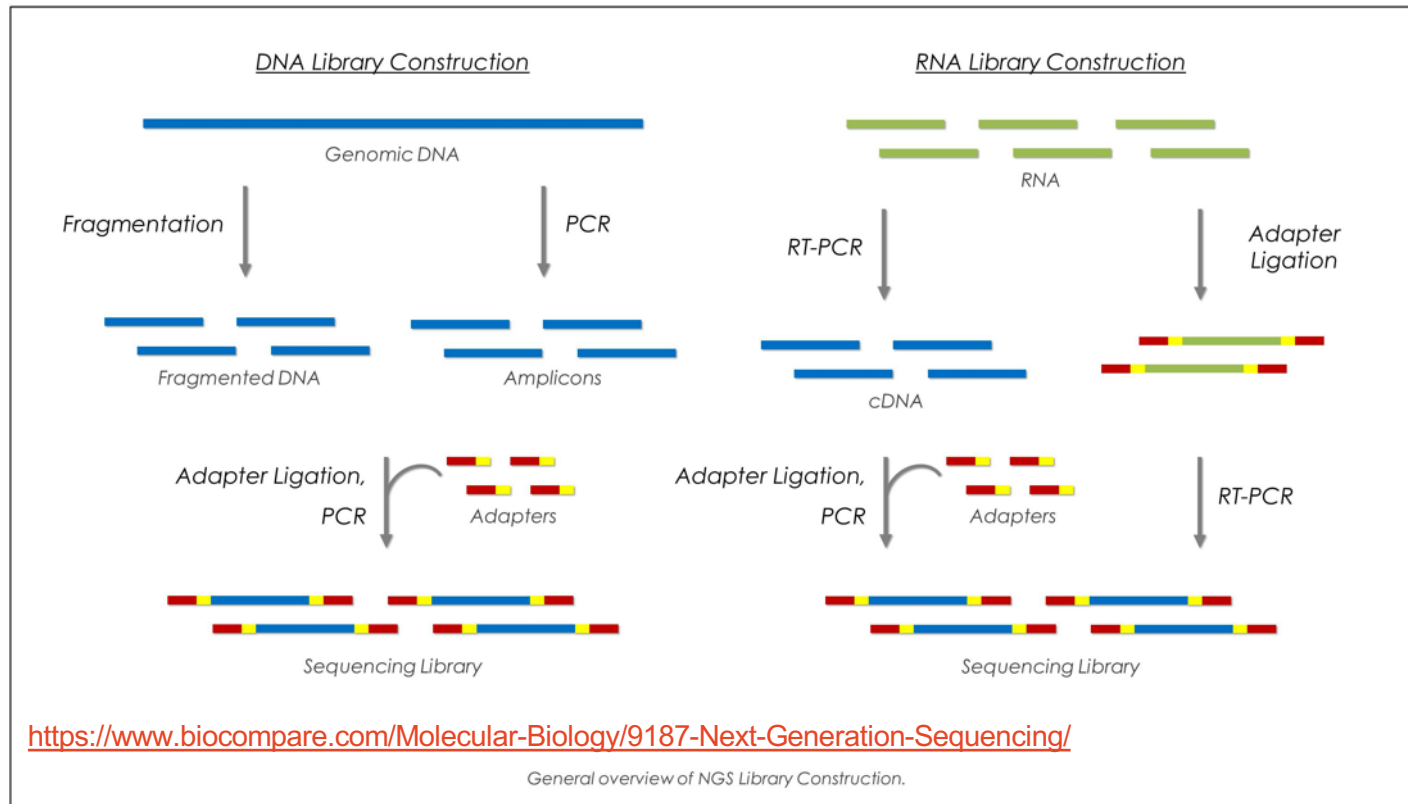 DNA Library Construction
Genomic DNA
Fragmentation
PCR
Fragmented DNA
Amplicons
Adapter Ligation,
PCR
Adapters
Sequencing Library
RNA Library Construction
RNA
RT-PCR
Adapter
Ligation
cDNA
Adapter Ligation,
PCR
Adapters
RT-PCR
Sequencing Library
https://www.biocompare.com/Molecular-Biology/9187-Next-Generation-Sequencing/
General overview of NGS Library Construction.